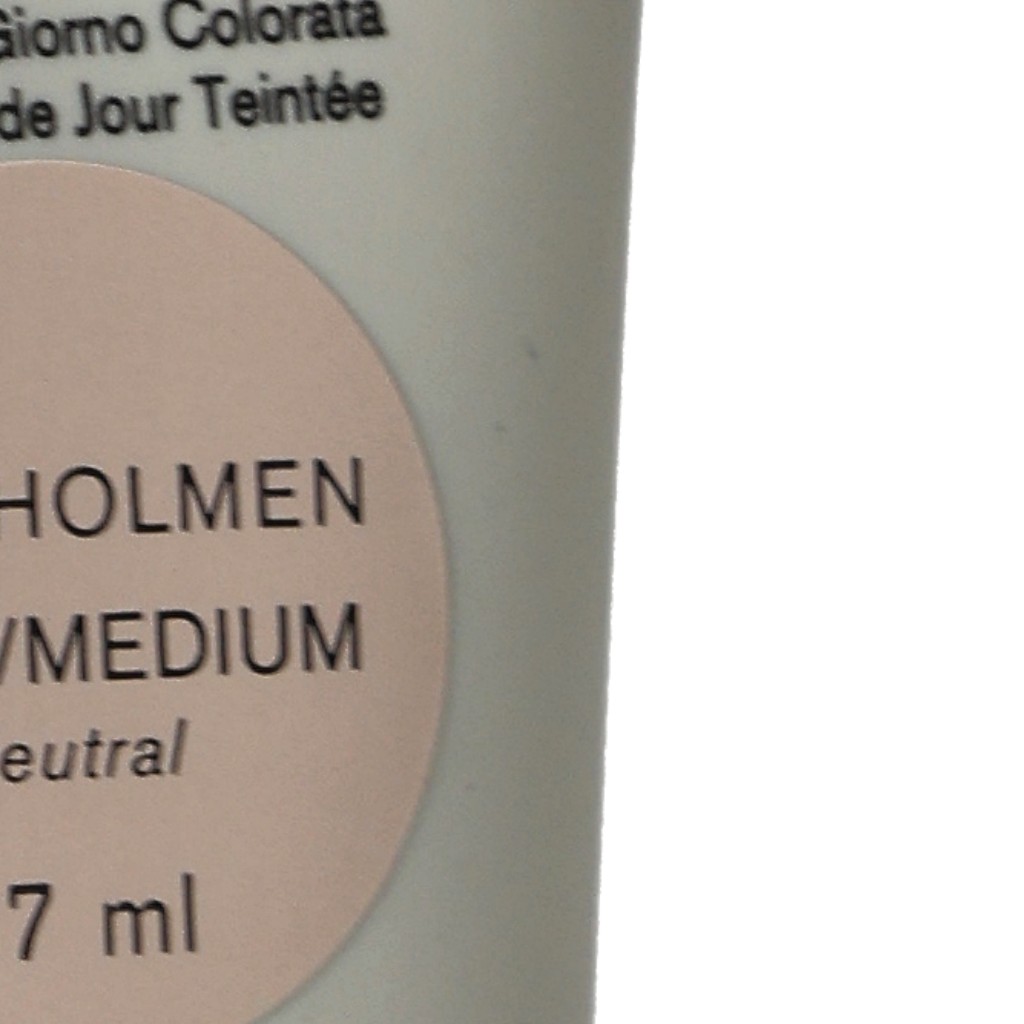 Giorno Colorata
de Jour Teintée
HOLMEN
/MEDIUM
eutral
7 ml